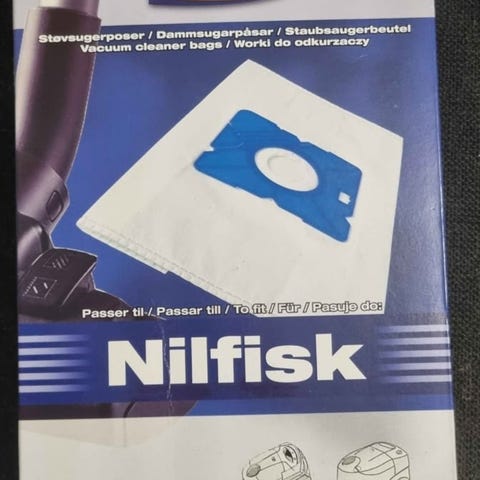 Støvsugerposer / Dammsugarpåsar / Staubsaugerbeutel
Vacuum cleaner bags / Worki do odkurzaczy
Passer til / Passar till / To fit / Für / Pasuje do:
Nilfisk